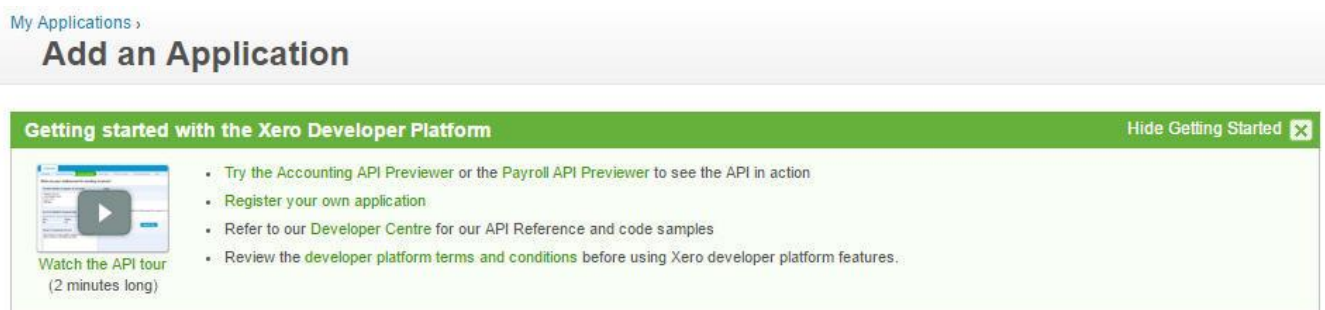 My Applications ›
Add an Application
Getting started with the Xero Developer Platform
Hide Getting Started
Try the Accounting API Previewer or the Payroll API Previewer to see the API in action
Register your own application
Refer to our Developer Centre for our API Reference and code samples
Review the developer platform terms and conditions before using Xero developer platform features.
Watch the API tour
(2 minutes long)